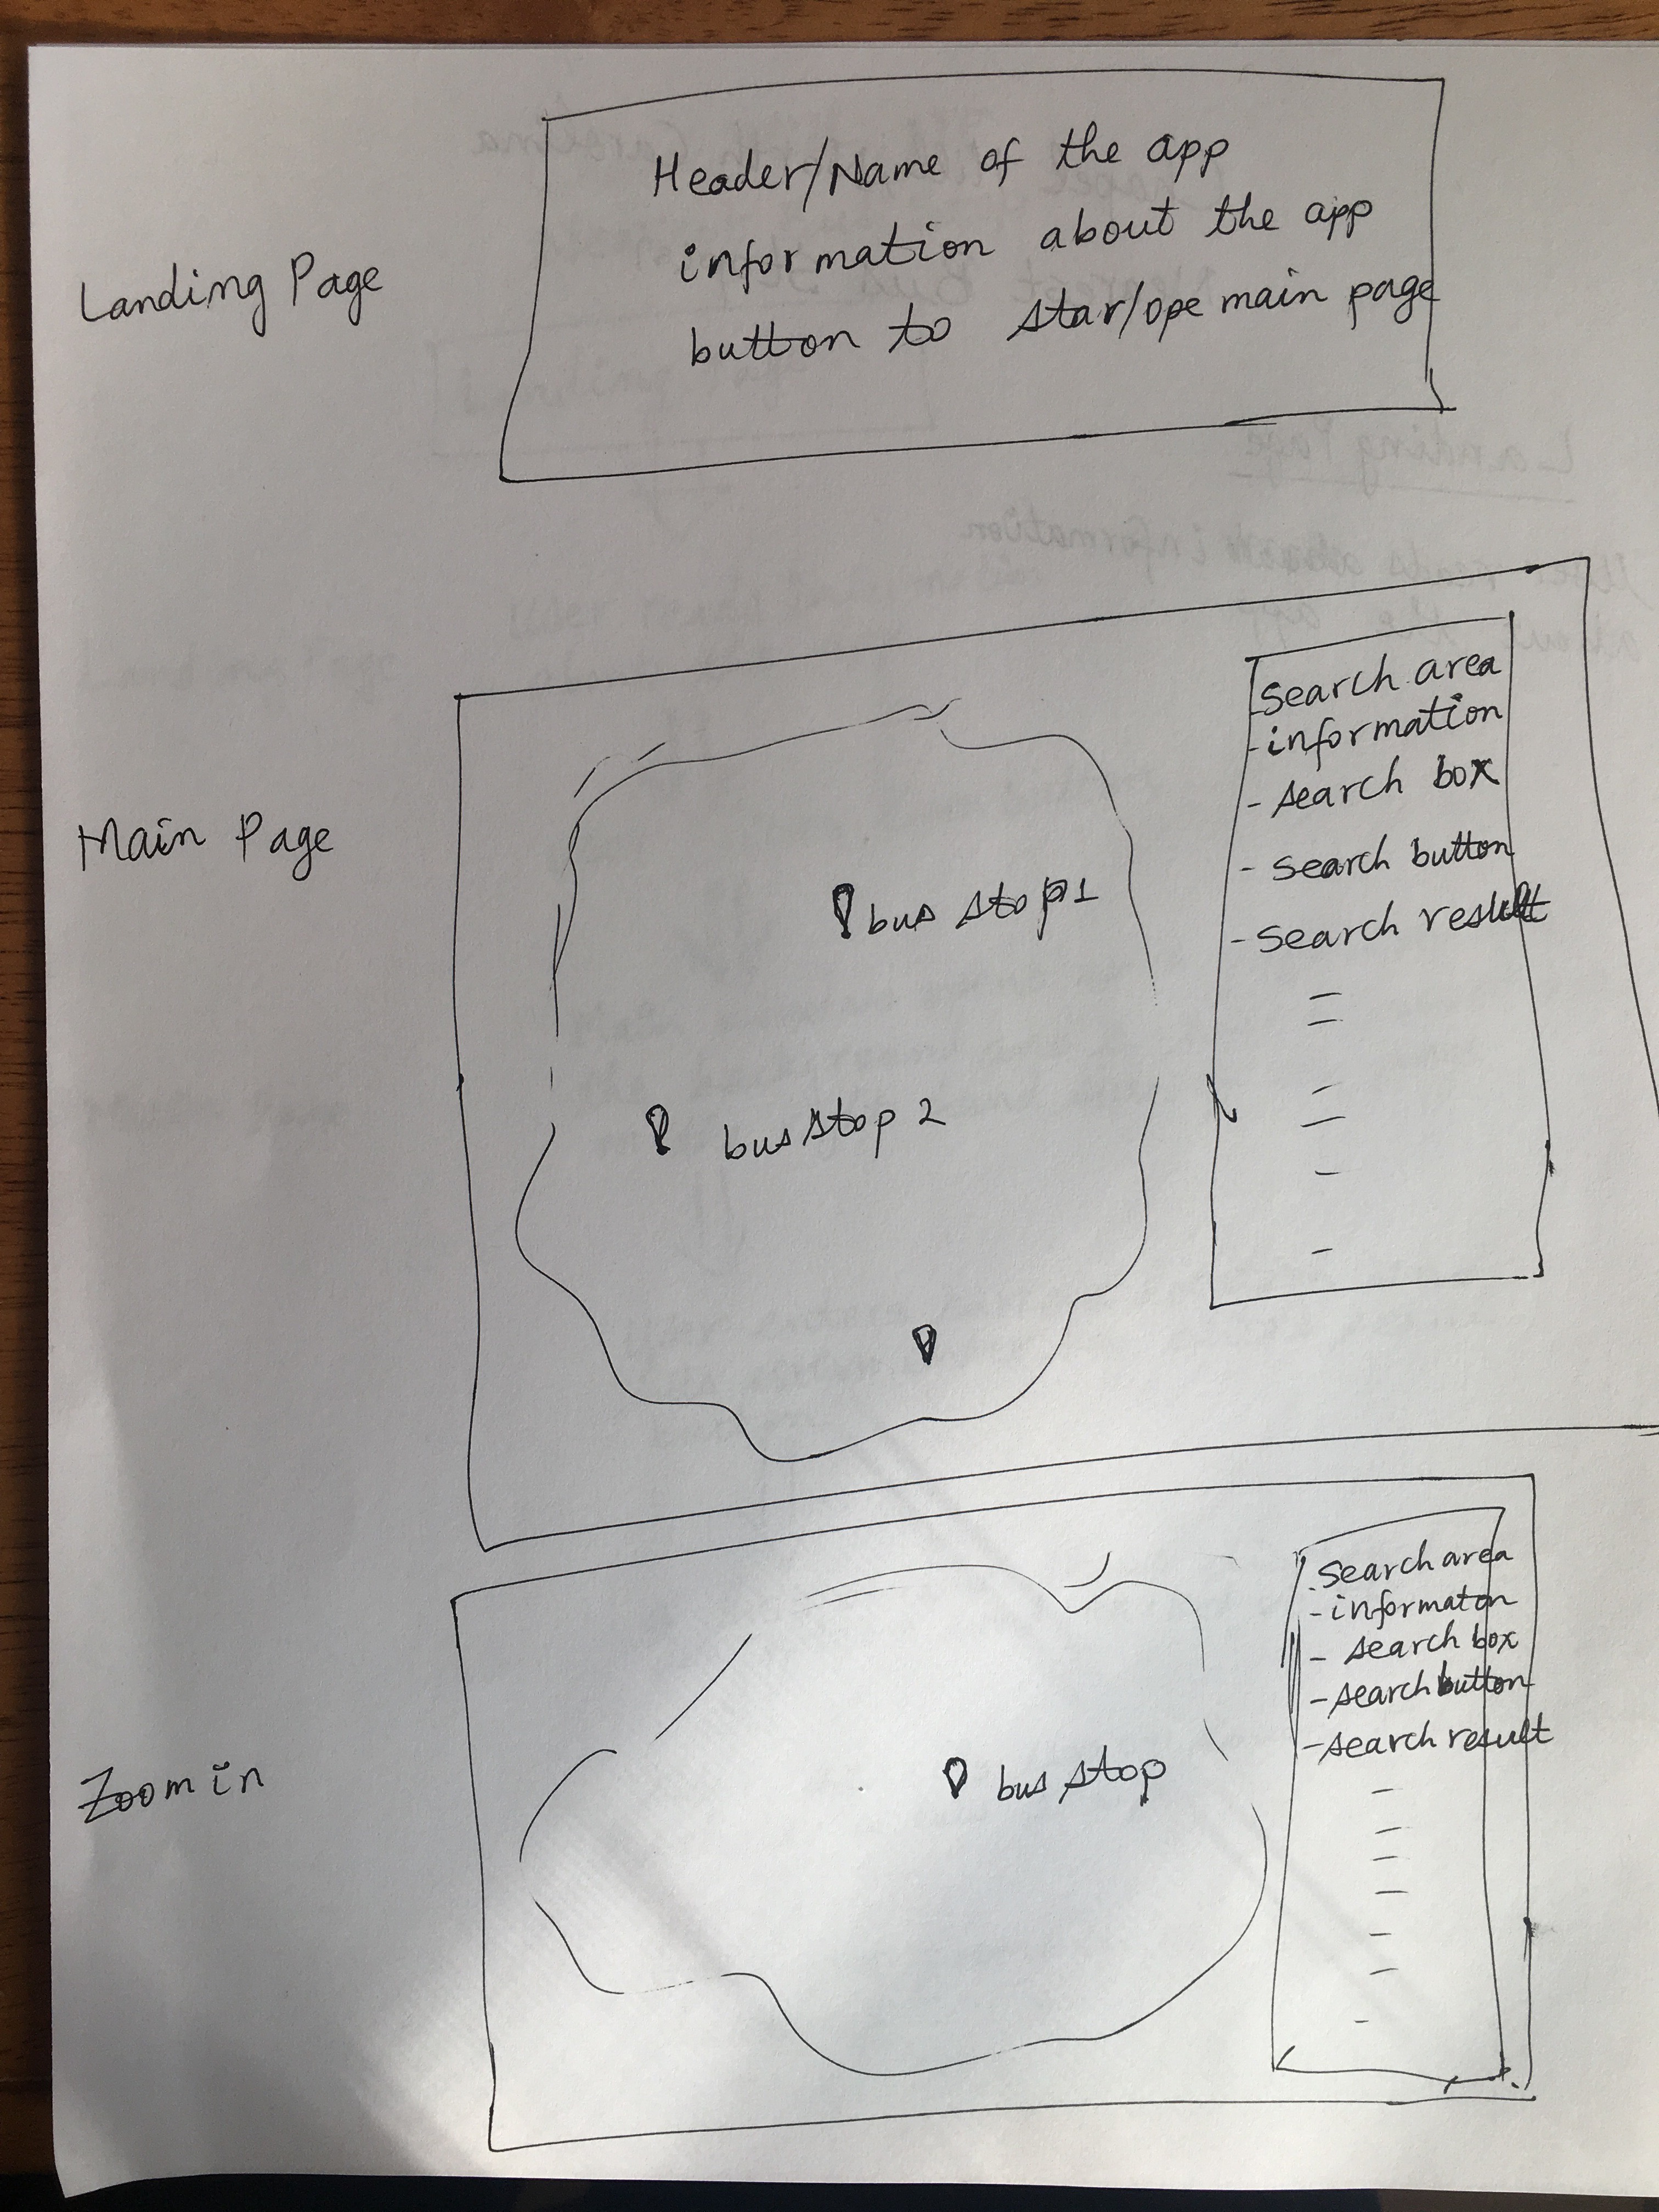 Landing Page
Header/Name of the app
information about the app
button to star/ope main page
Main Page
Search area
-information
- search box
- search button
- search result
bus stop1
bus stop 2
Zoom in
Search area
-informaton
- search box
- search button
-search result
bus stop